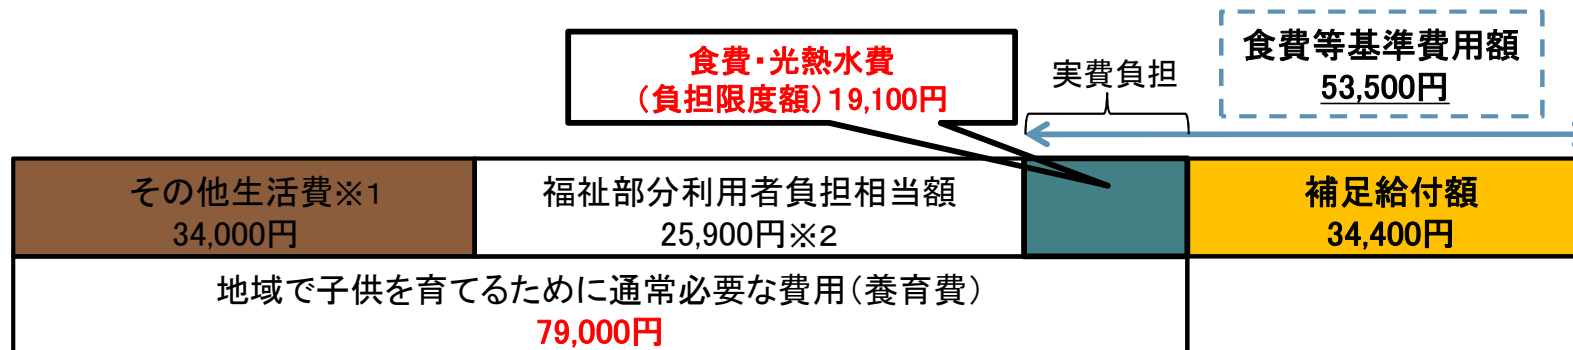 食費・光熱水費
（負担限度額）19,100円
実費負担
食費等基準費用額
53,500円
その他生活費※1
34,000円
福祉部分利用者負担相当額
25,900円※2
補足給付額
34,400円
地域で子供を育てるために通常必要な費用（養育費）
79,000円